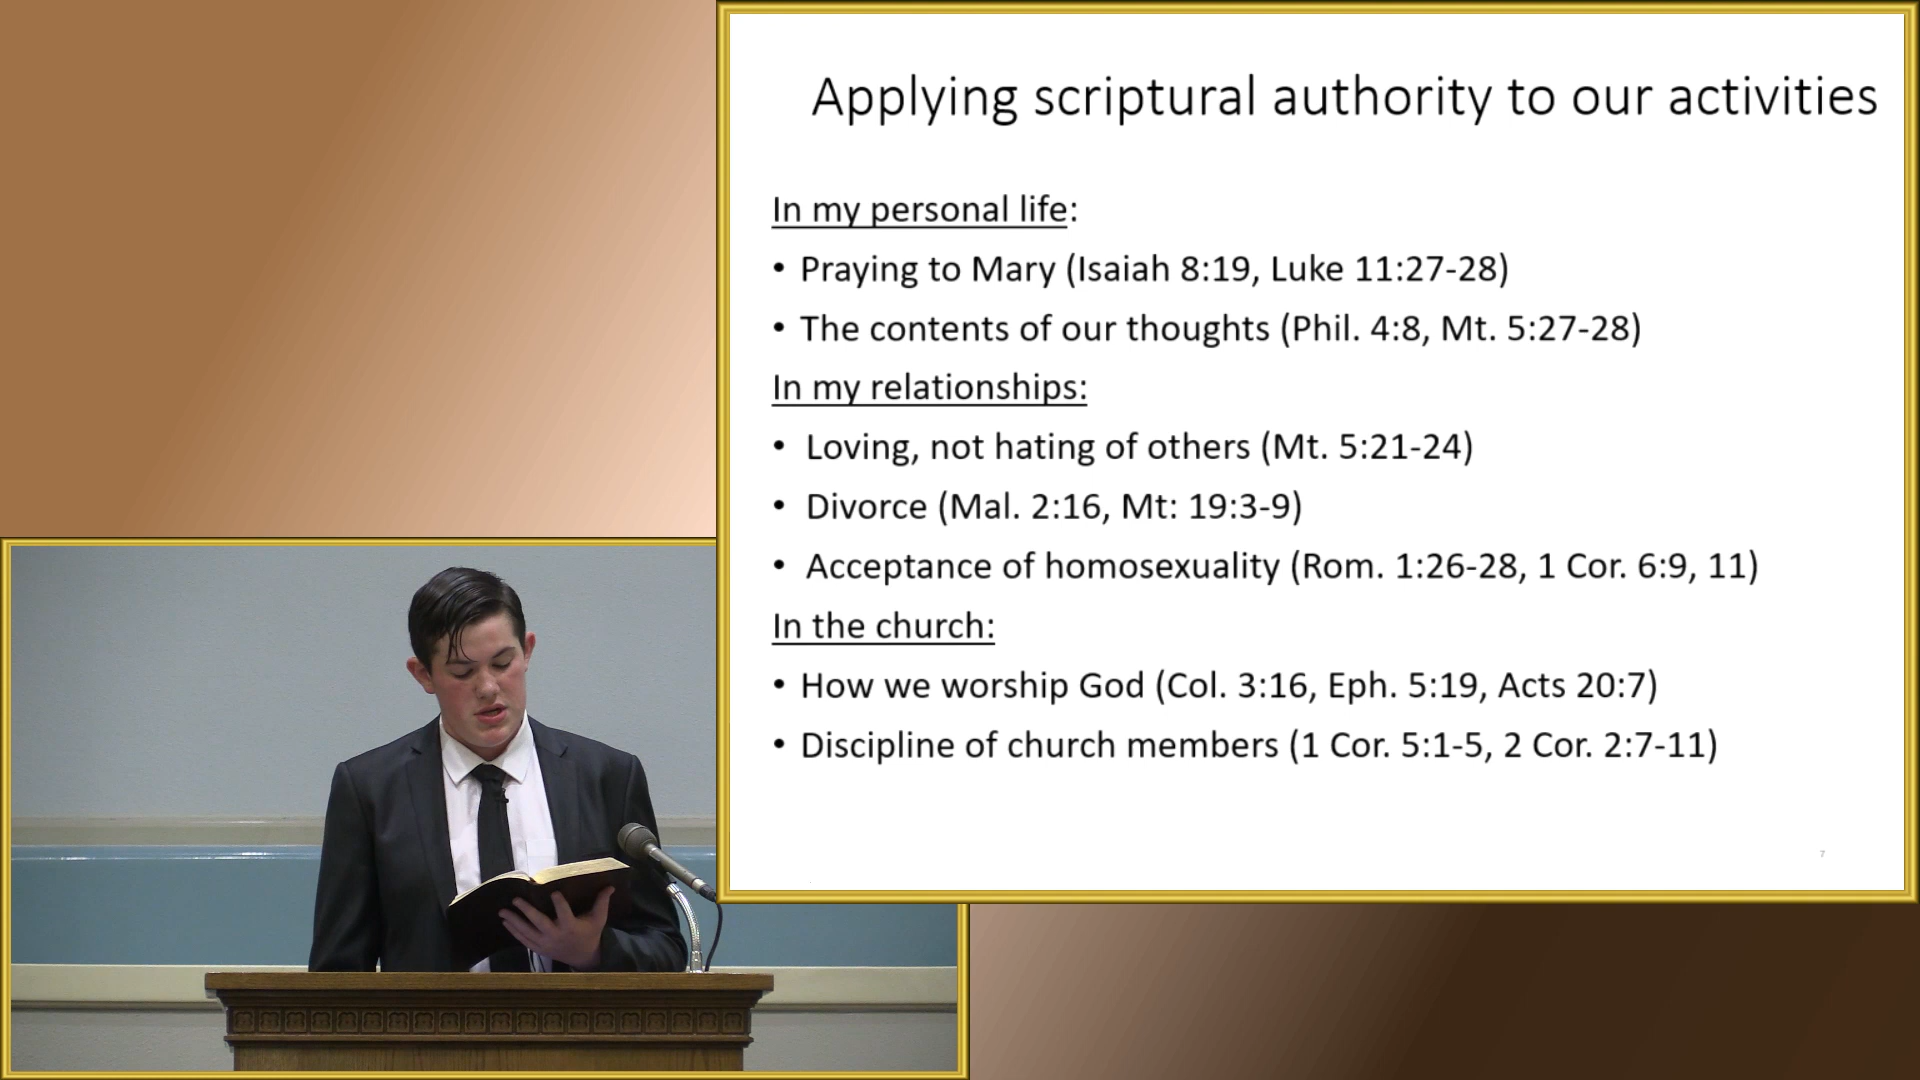 Applying scriptural authority to our activities
In my personal life:
• Praying to Mary (Isaiah 8:19, Luke 11:27-28)
• The contents of our thoughts (Phil. 4:8, Mt. 5:27-28)
In my relationships:
• Loving, not hating of others (Mt. 5:21-24)
• Divorce (Mal. 2:16, Mt: 19:3-9)
• Acceptance of homosexuality (Rom. 1:26-28, 1 Cor. 6:9, 11)
In the church:
• How we worship God (Col. 3:16, Eph. 5:19, Acts 20:7)
• Discipline of church members (1 Cor. 5:1-5, 2 Cor. 2:7-11)
7